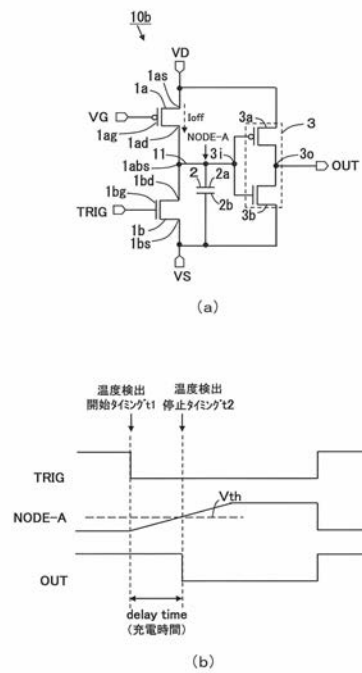 10b
VD
1as
1a
3a
3
VG
Ioff
1ag
1ad
NODE-A
11
3i
3o
1abs
2
2a
OUT
1bg
1bd
2b
TRIG
3b
1b
1bs
VS
(a)
温度検出
開始タイミングt1
温度検出
停止タイミングt2
TRIG
Vth
NODE-A
OUT
delay time
(充電時間)
(b)